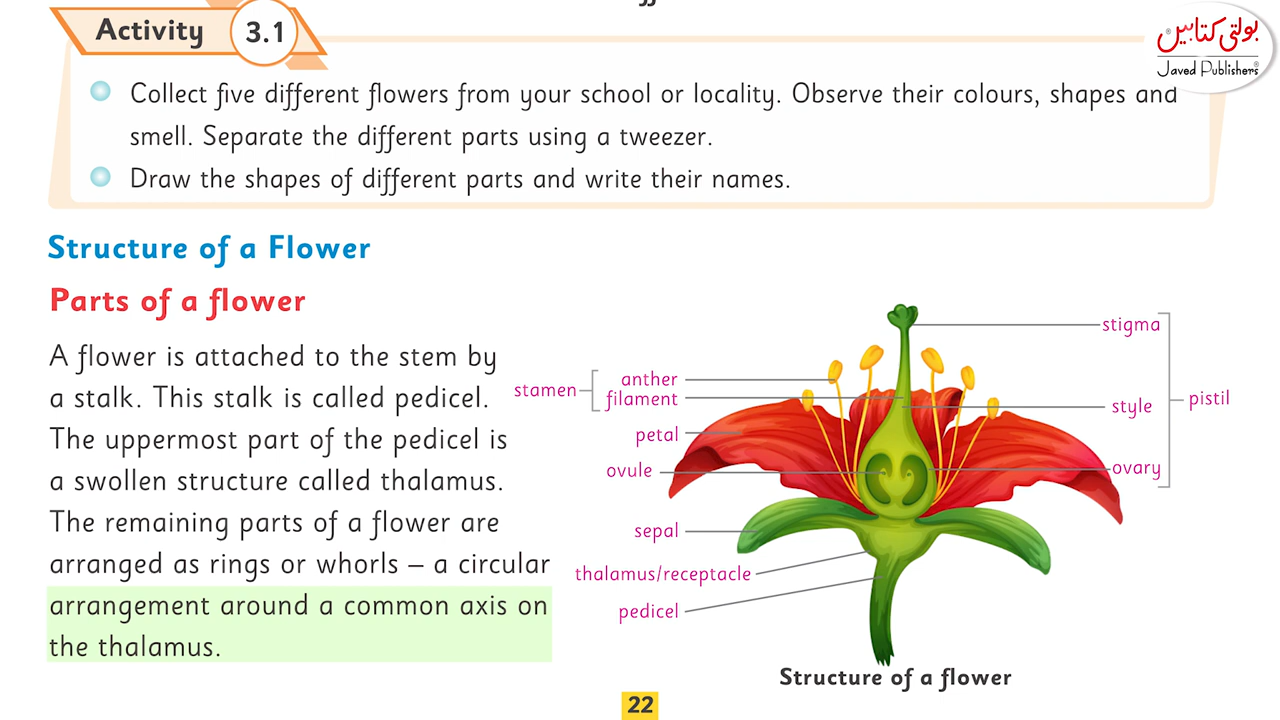 Activity 3.1
بولتی کتابیں
Javed Publishers
Collect five different flowers from your school or locality. Observe their colours, shapes and
smell. Separate the different parts using a tweezer.
Draw the shapes of different parts and write their names.
Structure of a Flower
Parts of a flower
A flower is attached to the stem by
a stalk. This stalk is called pedicel.
The uppermost part of the pedicel is
a swollen structure called thalamus.
The remaining parts of a flower are
arranged as rings or whorls – a circular
arrangement around a common axis on
the thalamus.
stigma
anther
stamen
filament
style
pistil
petal
ovule
ovary
sepal
thalamus/receptacle
pedicel
Structure of a flower
22